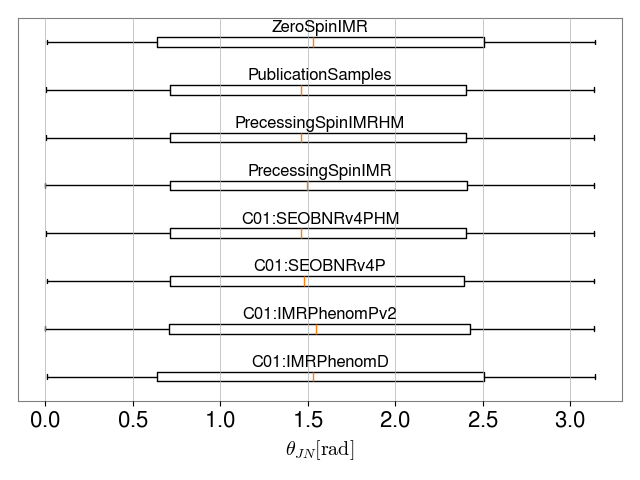 ZeroSpinIMR
PublicationSamples
PrecessingSpinIMRHM
PrecessingSpinIMR
C01:SEOBNRv4PHM
C01:SEOBNRv4P
C01:IMRPhenomPv2
C01:IMRPhenomD
0.0 0.5 1.0 1.5 2.0 2.5 3.0
θ_JN[rad]